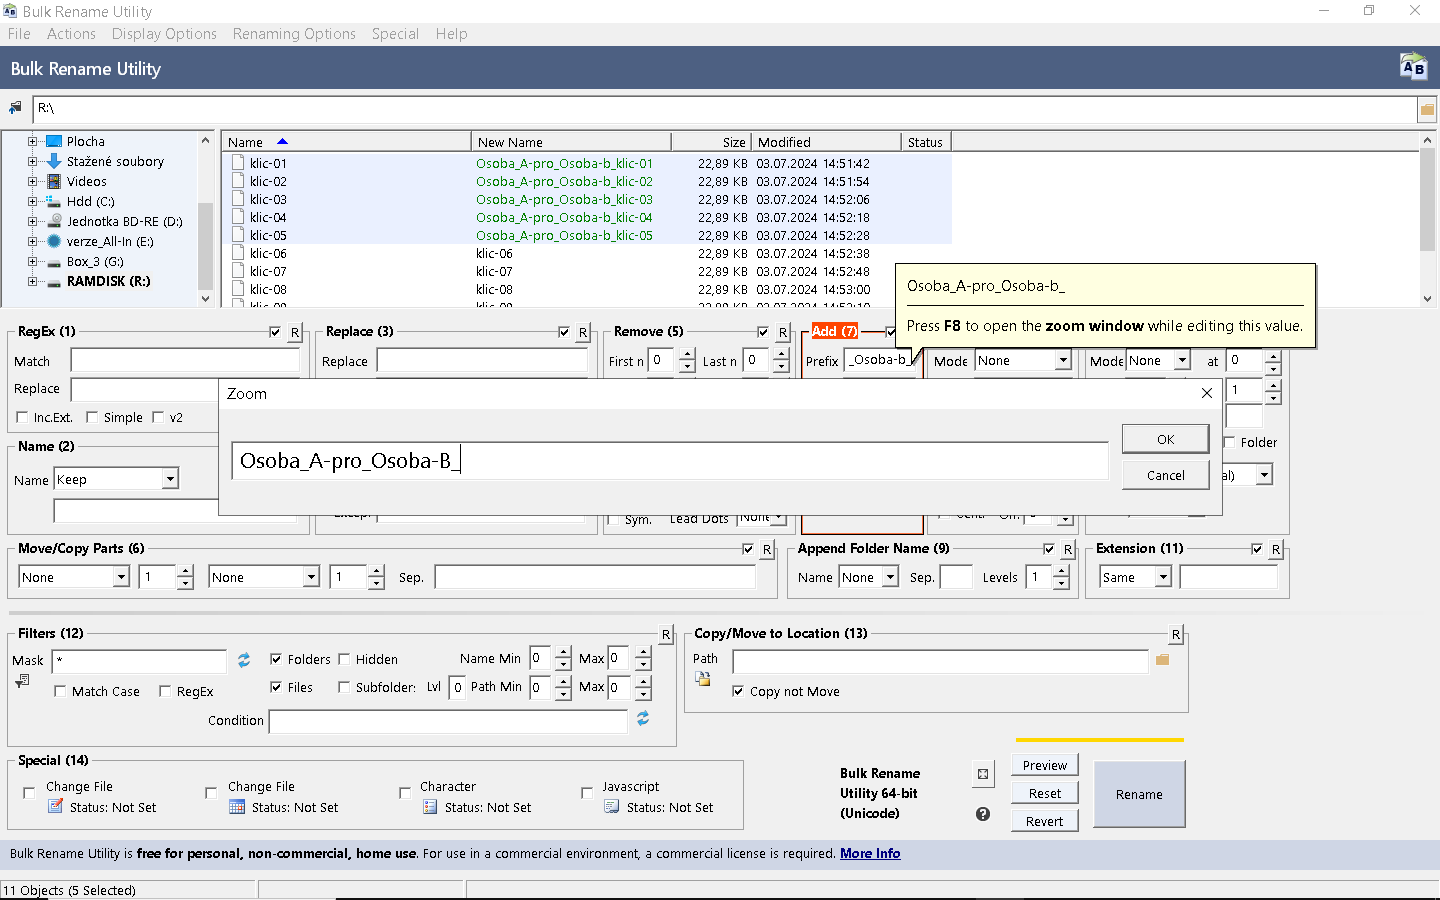 Bulk Rename Utility
File Actions Display Options Renaming Options Special Help
Bulk Rename Utility
R:\
Plocha
Stažené soubory
Videos
Hdd (C:)
Jednotka BD-RE (D:)
verze_All-In (E:)
Box_3 (G:)
RAMDISK (R:)
Name New Name Size Modified Status
klic-01 Osoba_A-pro_Osoba-b_klic-01 22,89 KB 03.07.2024 14:51:42
klic-02 Osoba_A-pro_Osoba-b_klic-02 22,89 KB 03.07.2024 14:51:54
klic-03 Osoba_A-pro_Osoba-b_klic-03 22,89 KB 03.07.2024 14:52:06
klic-04 Osoba_A-pro_Osoba-b_klic-04 22,89 KB 03.07.2024 14:52:18
klic-05 Osoba_A-pro_Osoba-b_klic-05 22,89 KB 03.07.2024 14:52:28
klic-06 klic-06 22,89 KB 03.07.2024 14:52:38
klic-07 klic-07 22,89 KB 03.07.2024 14:52:48
klic-08 klic-08 22,89 KB 03.07.2024 14:53:00
Osoba_A-pro_Osoba-b_
Press F8 to open the zoom window while editing this value.
RegEx (1) R
Match
Replace
Inc.Ext. Simple v2
Replace (3) R
Replace
Remove (5) R
First n 0 Last n 0
Add (7)
Prefix _Osoba-b_
Mode None
Mode None at 0
1
Folder
Zoom
Osoba_A-pro_Osoba-B_
OK
Cancel
Name (2)
Name Keep
Sym. Lead Dots
Move/Copy Parts (6) R
None 1 None 1 Sep.
Append Folder Name (9) R
Name None Sep. Levels 1
Extension (11) R
Same
Filters (12) R
Mask * Folders Hidden Name Min 0 Max 0
Match Case RegEx Files Subfolder: Lvl 0 Path Min 0 Max 0
Condition
Copy/Move to Location (13) R
Path
Copy not Move
Special (14)
Change File
Status: Not Set
Change File
Status: Not Set
Character
Status: Not Set
Javascript
Status: Not Set
Bulk Rename
Utility 64-bit
(Unicode)
Preview
Reset
Revert
Rename
Bulk Rename Utility is free for personal, non-commercial, home use. For use in a commercial environment, a commercial license is required. More Info
11 Objects (5 Selected)